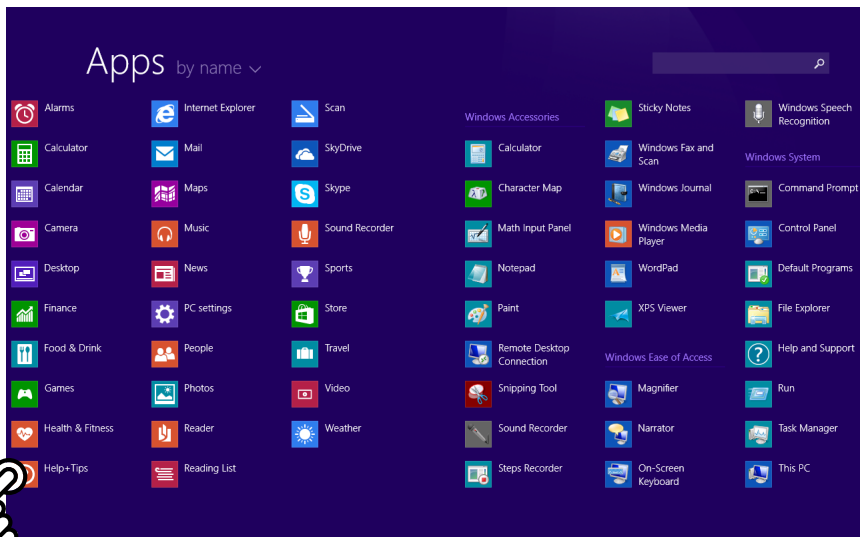 Apps by name
Alarms
Calculator
Calendar
Camera
Desktop
Finance
Food & Drink
Games
Health & Fitness
Help+Tips
Internet Explorer
Mail
Maps
Music
News
PC settings
People
Photos
Reader
Reading List
Scan
SkyDrive
Skype
Sound Recorder
Sports
Store
Travel
Video
Weather
Windows Accessories
Calculator
Character Map
Math Input Panel
Notepad
Paint
Remote Desktop
Connection
Snipping Tool
Sound Recorder
Steps Recorder
Sticky Notes
Windows Fax and
Scan
Windows Journal
Windows Media
Player
WordPad
XPS Viewer
Windows Ease of Access
Magnifier
Narrator
On-Screen
Keyboard
Windows Speech
Recognition
Windows System
Command Prompt
Control Panel
Default Programs
File Explorer
Help and Support
Run
Task Manager
This PC